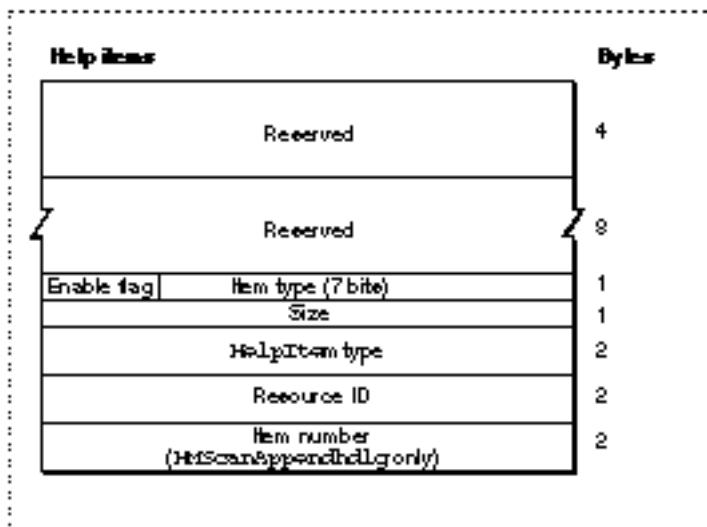 Help items Bytes
Reserved 4
Reserved 8
Enable flag Item type (7 bits) 1
Size 1
HelpItem type 2
Resource ID 2
Item number 2
(HMScanAppendhdlg only)